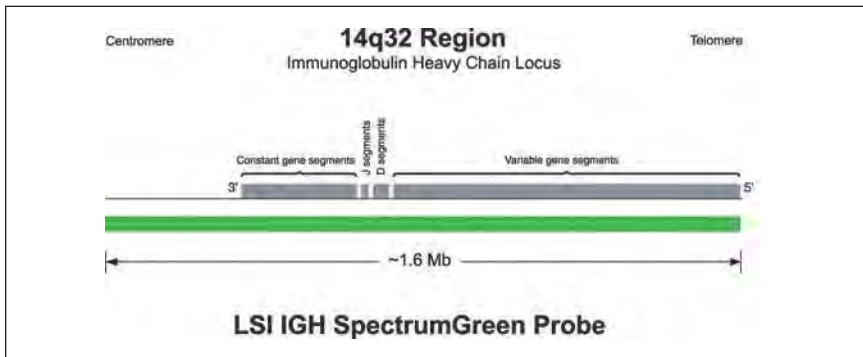 Centromere
14q32 Region
Telomere
Immunoglobulin Heavy Chain Locus
Constant gene segments
J segments
D segments
Variable gene segments
3'
5'
~1.6 Mb
LSI IGH SpectrumGreen Probe